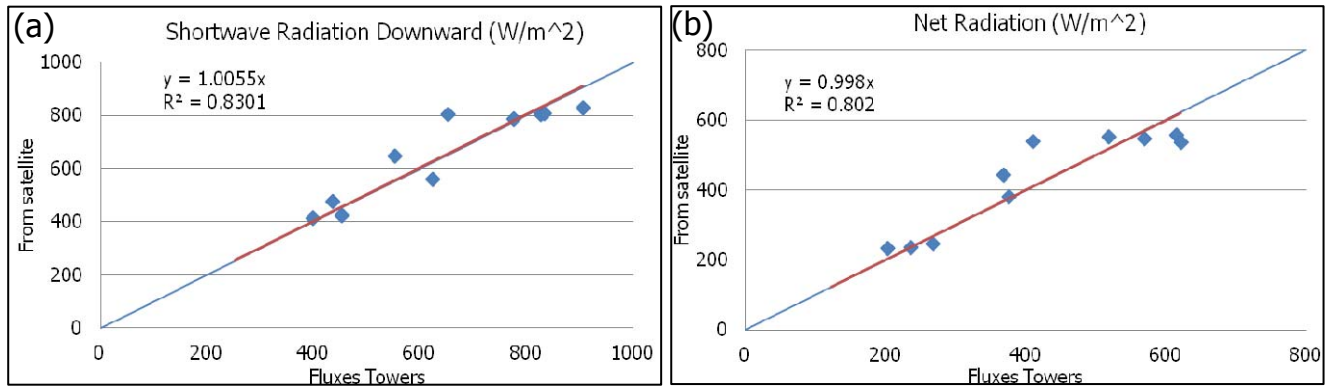 (a)
Shortwave Radiation Downward (W/m^2)
1000
800
600
400
200
0
y = 1.0055x
R² = 0.8301
From satellite
0 200 400 600 800 1000
Fluxes Towers
(b)
Net Radiation (W/m^2)
800
600
400
200
0
y = 0.998x
R² = 0.802
From satellite
0 200 400 600 800
Fluxes Towers